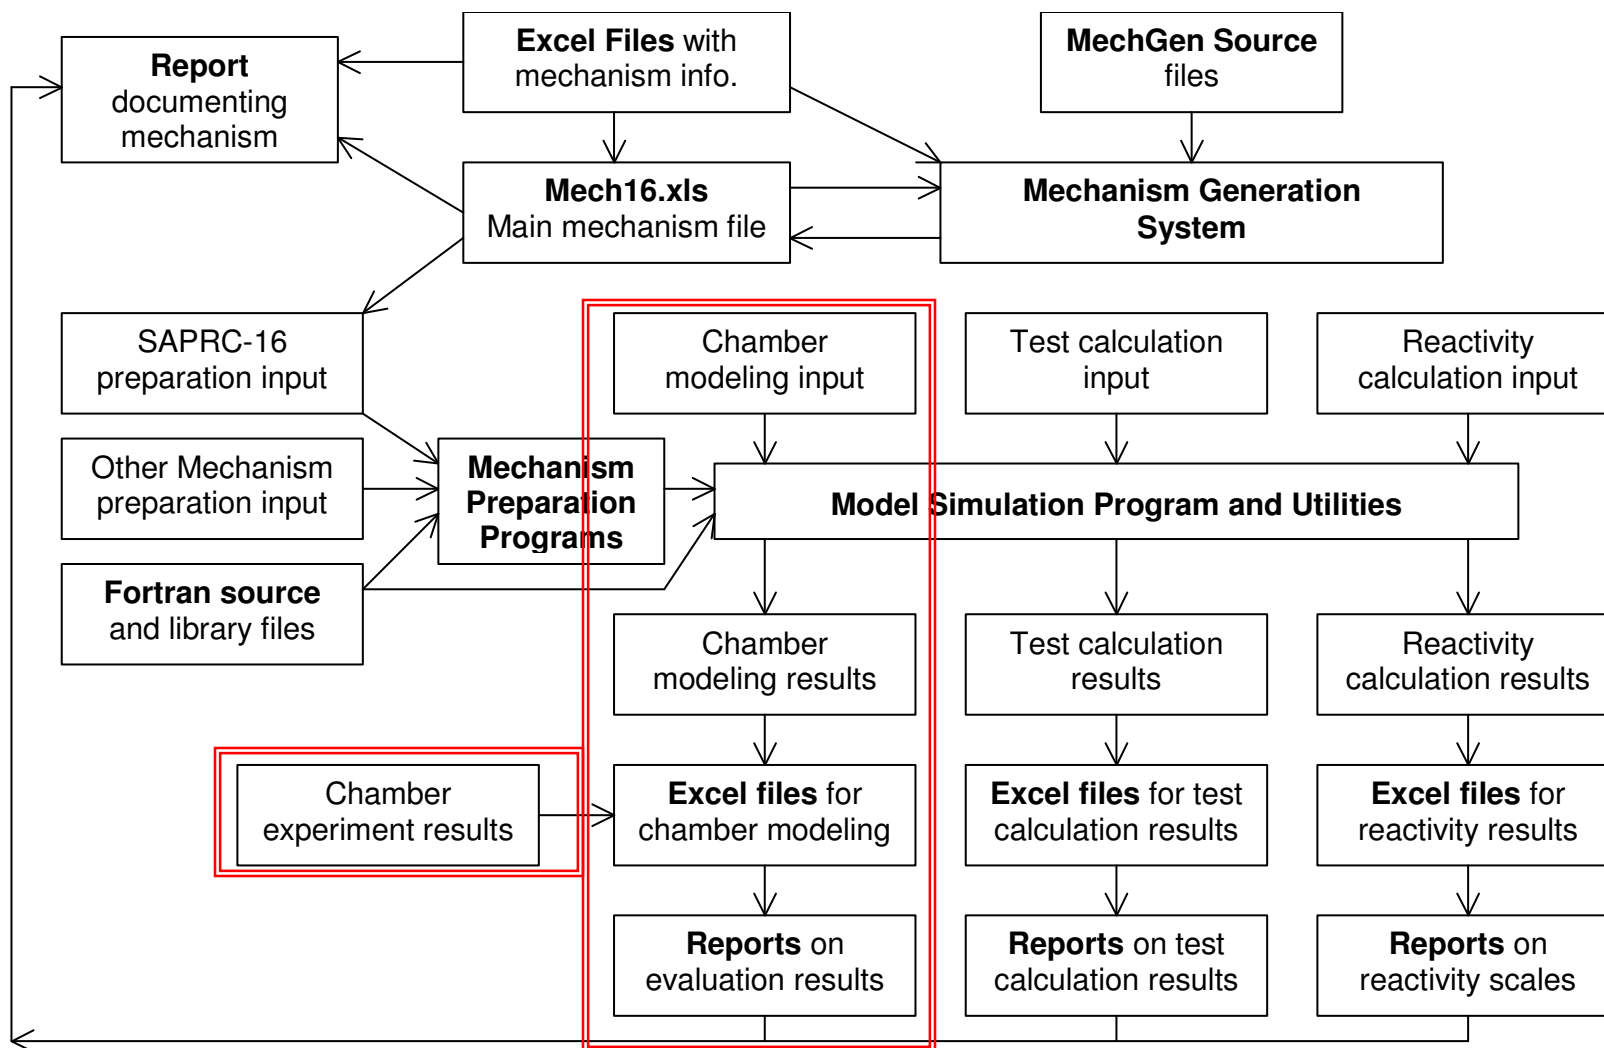 Report
documenting
mechanism
Excel Files with
mechanism info.
MechGen Source
files
Mech16.xls
Main mechanism file
Mechanism Generation
System
SAPRC-16
preparation input
Chamber
modeling input
Test calculation
input
Reactivity
calculation input
Other Mechanism
preparation input
Mechanism
Preparation
Programs
Model Simulation Program and Utilities
Fortran source
and library files
Chamber
modeling results
Test calculation
results
Reactivity
calculation results
Chamber
experiment results
Excel files for
chamber modeling
Excel files for test
calculation results
Excel files for
reactivity results
Reports on
evaluation results
Reports on test
calculation results
Reports on
reactivity scales